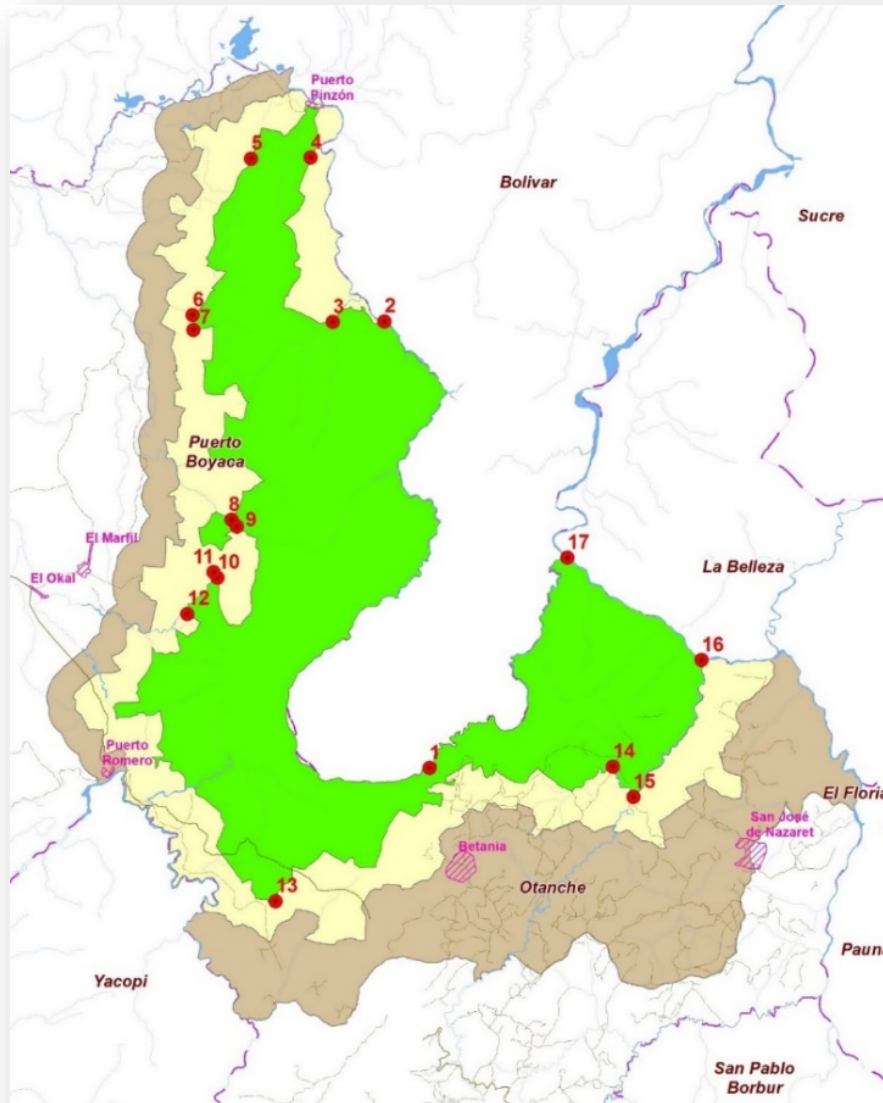 Puerto
Pinzón
5
4
Bolivar
Sucre
6
7
3
2
Puerto
Boyaca
8
9
El Marfil
11
10
El Okal
17
La Belleza
12
16
Puerto
Romero
1
14
15
El Floria
San José
de Nazaret
Betania
Otanche
13
Yacopi
Pauna
San Pablo
Borbur